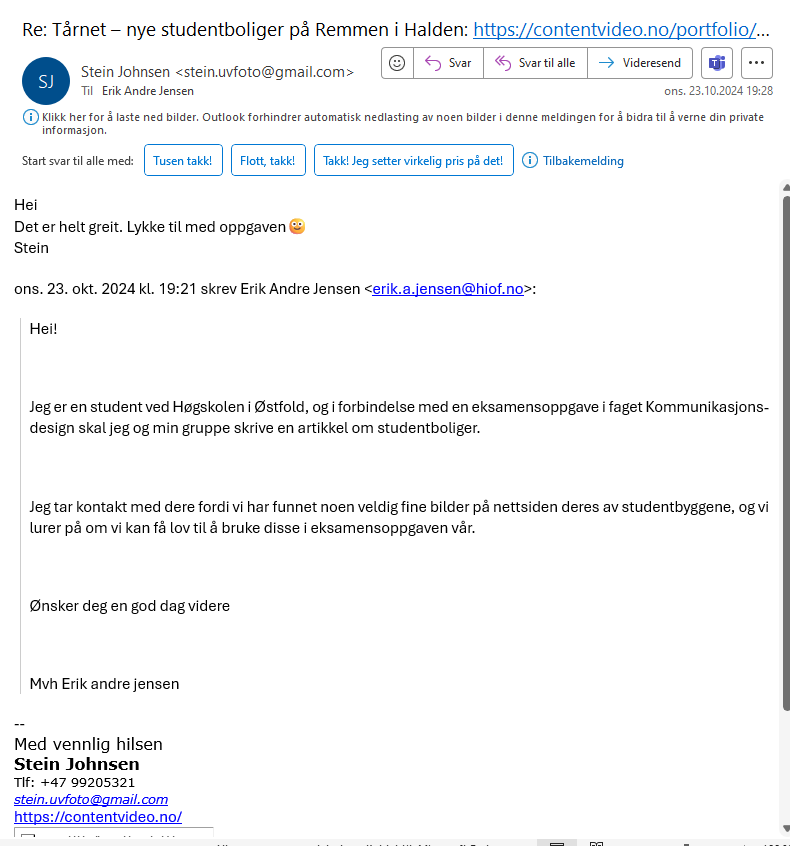 Re: Tårnet – nye studentboliger på Remmen i Halden: https://contentvideo.no/portfolio/...
SJ
Stein Johnsen <stein.uvfoto@gmail.com>
Svar
Svar til alle
Videresend
Til Erik Andre Jensen
ons. 23.10.2024 19:28
Klikk her for å laste ned bilder. Outlook forhindrer automatisk nedlasting av noen bilder i denne meldingen for å bidra til å verne din private
informasjon.
Start svar til alle med:
Tusen takk!
Flott, takk!
Takk! Jeg setter virkelig pris på det!
Tilbakemelding
Hei
Det er helt greit. Lykke til med oppgaven
Stein
ons. 23. okt. 2024 kl. 19:21 skrev Erik Andre Jensen <erik.a.jensen@hiof.no>:
Hei!
Jeg er en student ved Høgskolen i Østfold, og i forbindelse med en eksamensoppgave i faget Kommunikasjons-
design skal jeg og min gruppe skrive en artikkel om studentboliger.
Jeg tar kontakt med dere fordi vi har funnet noen veldig fine bilder på nettsiden deres av studentbyggene, og vi
lurer på om vi kan få lov til å bruke disse i eksamensoppgaven vår.
Ønsker deg en god dag videre
Mvh Erik andre jensen
--
Med vennlig hilsen
Stein Johnsen
Tlf: +47 99205321
stein.uvfoto@gmail.com
https://contentvideo.no/